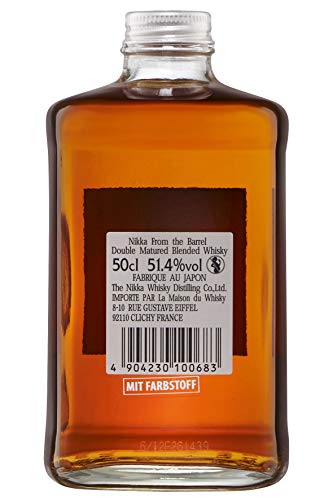 Nikka From the Barrel
Double Matured Blended Whisky
50cl 51.4%vol
FABRIQUE AU JAPON
The Nikka Whisky Distilling Co.,Ltd.
IMPORTE PAR La Maison du Whisky
8-10 RUE GUSTAVE EIFFEL
92110 CLICHY FRANCE
4 904230 100683
MIT FARBSTOFF